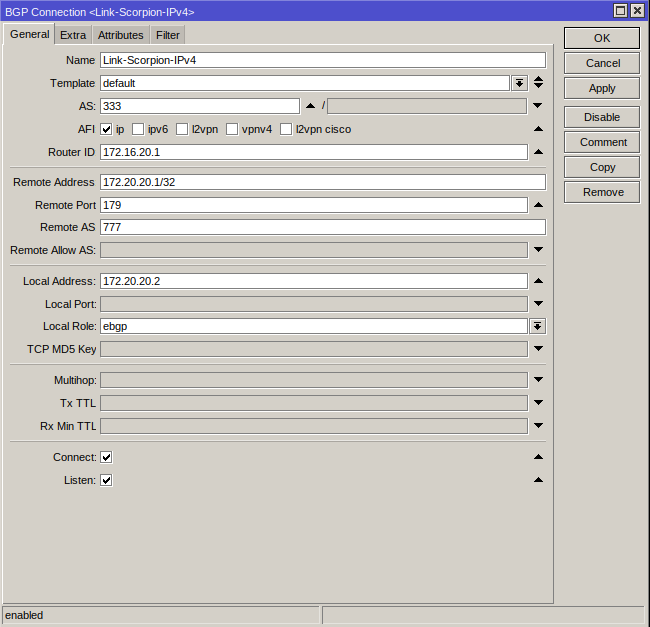 BGP Connection <Link-Scorpion-IPv4>
General Extra Attributes Filter
Name Link-Scorpion-IPv4
Template default
AS: 333 /
AFI ip ipv6 l2vpn vpnv4 l2vpn cisco
Router ID 172.16.20.1
Remote Address 172.20.20.1/32
Remote Port 179
Remote AS 777
Remote Allow AS:
Local Address: 172.20.20.2
Local Port:
Local Role: ebgp
TCP MD5 Key
Multihop:
Tx TTL
Rx Min TTL
Connect:
Listen:
OK
Cancel
Apply
Disable
Comment
Copy
Remove
enabled